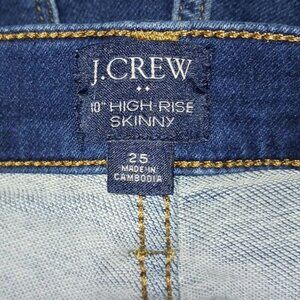 J.CREW
10" HIGH RISE
SKINNY
25
MADE IN
CAMBODIA